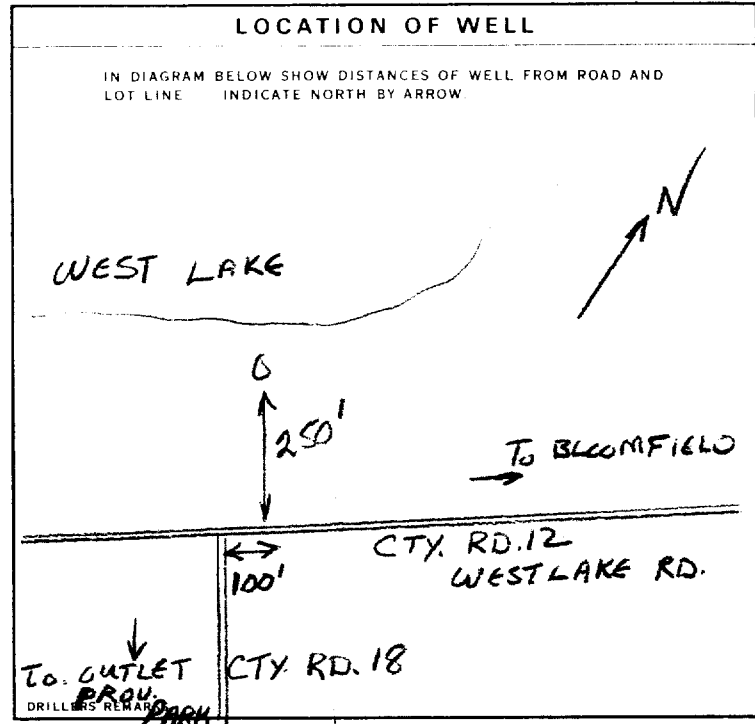 LOCATION OF WELL
IN DIAGRAM BELOW SHOW DISTANCES OF WELL FROM ROAD AND
LOT LINE INDICATE NORTH BY ARROW.
N
WEST LAKE
250'
To BLOOMFIELD
CTY. RD. 12
WESTLAKE RD.
100'
To OUTLET
PROV.
PARK
CTY. RD. 18
DRILLERS REMARKS